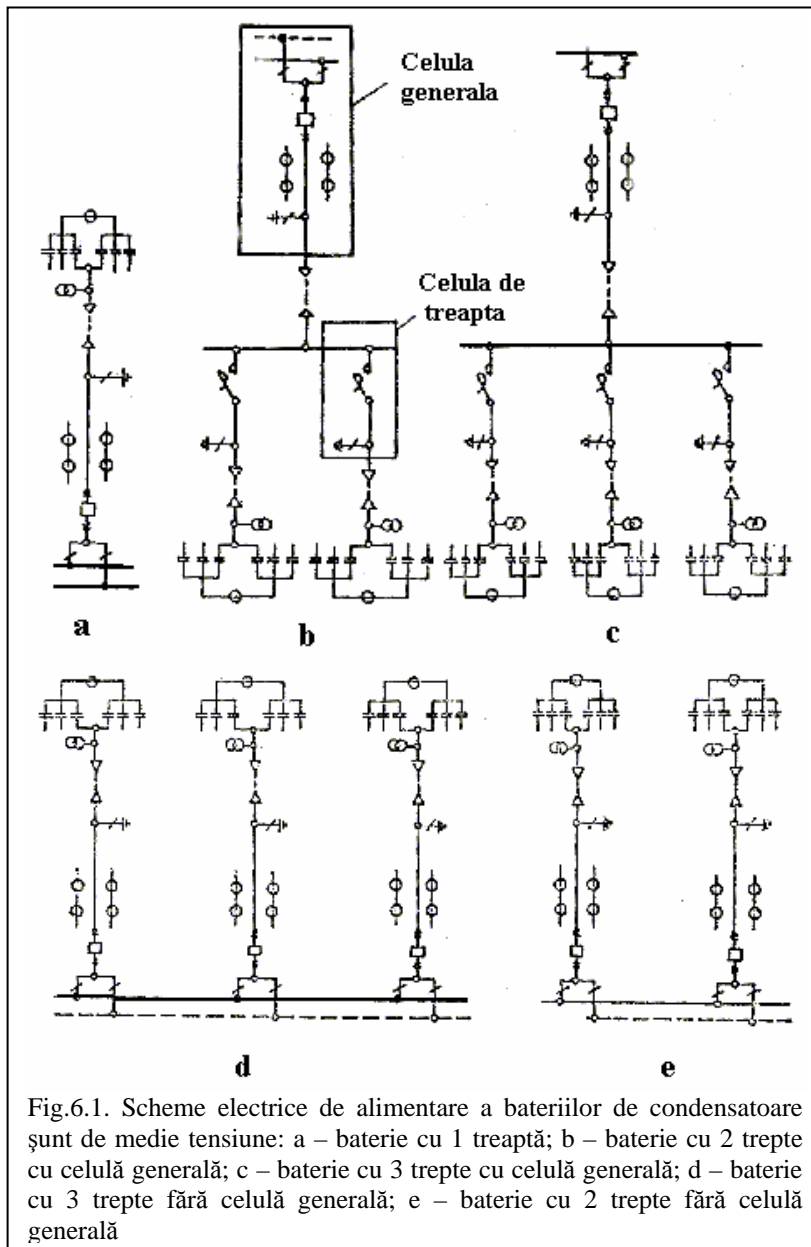 Celula
generala
Celula de
treapta
a
b
c
d
e
Fig.6.1. Scheme electrice de alimentare a bateriilor de condensatoare
şunt de medie tensiune: a – baterie cu 1 treaptă; b – baterie cu 2 trepte
cu celulă generală; c – baterie cu 3 trepte cu celulă generală; d – baterie
cu 3 trepte fără celulă generală; e – baterie cu 2 trepte fără celulă
generală